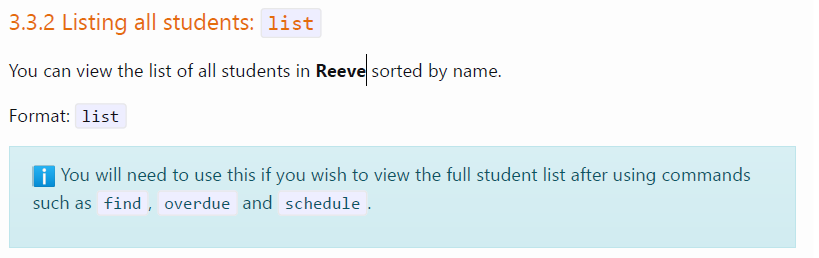 3.3.2 Listing all students: list
You can view the list of all students in Reeve sorted by name.
Format: list
ℹ You will need to use this if you wish to view the full student list after using commands
such as find , overdue and schedule .